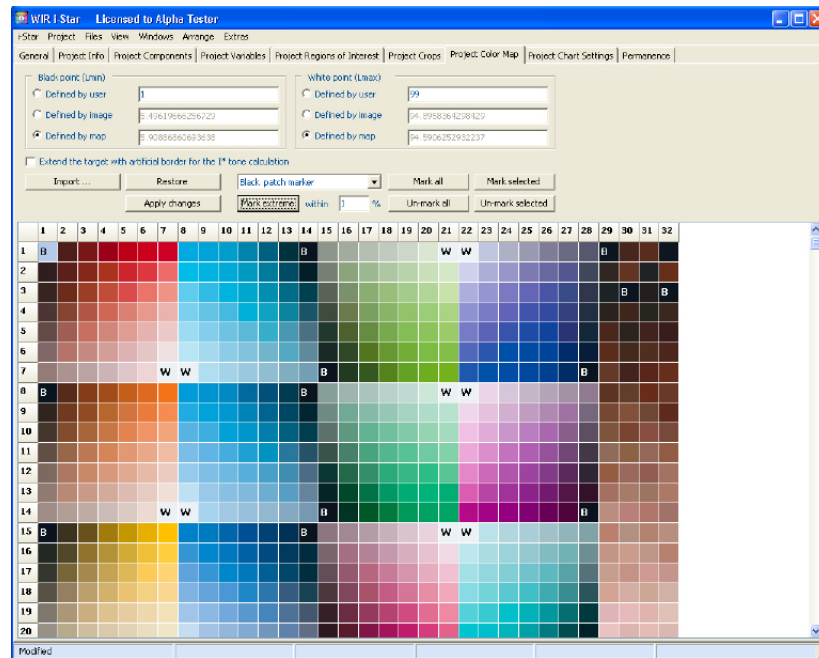 WIR i-Star Licensed to Alpha Tester
i-Star Project Files View Windows Arrange Extras
General Project Info Project Components Project Variables Project Regions of Interest Project Crops Project Color Map Project Chart Settings Permanence
Black point (Lmin) White point (Lmax)
Defined by user 1 Defined by user 99
Defined by image 5.49619666256729 Defined by image 94.8958364298429
Defined by map 5.90886860693638 Defined by map 94.5906252932237
Extend the target with artificial border for the I* tone calculation
Import ... Restore Black patch marker Mark all Mark selected
Apply changes Mark extreme within 1 % Un-mark all Un-mark selected
1 2 3 4 5 6 7 8 9 10 11 12 13 14 15 16 17 18 19 20 21 22 23 24 25 26 27 28 29 30 31 32
1 B B W W B
2
3 B B
4
5
6
7 W W B B
8 B B W W
9
10
11
12
13
14 W W B B
15 B B W W
16
17
18
19
20
Modified